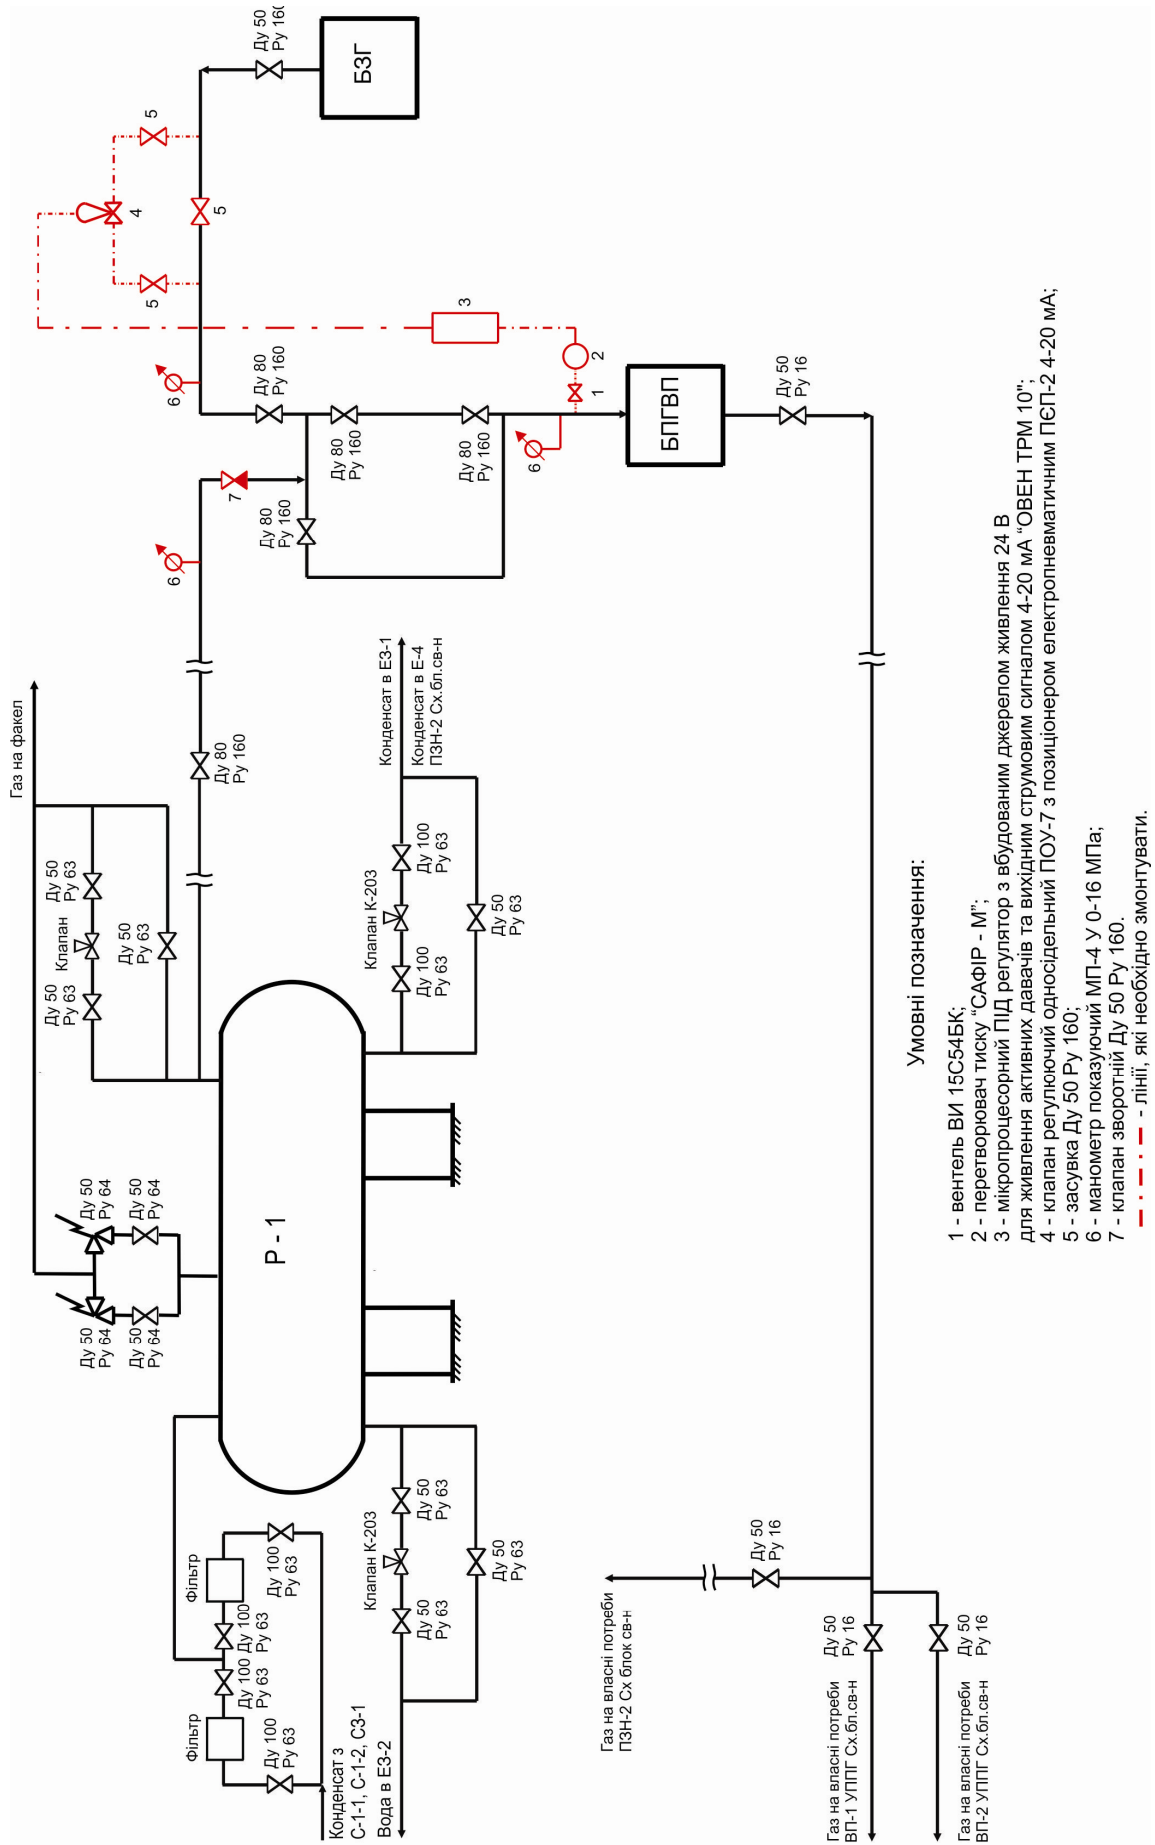 Газ на факел
Ду 50
Ру 63
Клапан
Ду 50
Ру 63
Ду 50
Ру 63
Ду 50
Ру 64
Ду 50
Ру 64
Ду 50
Ру 64
Ду 50
Ру 64
Р - 1
Фільтр
Фільтр
Ду 100
Ру 63
Ду 100
Ру 63
Ду 100
Ру 63
Ду 100
Ру 63
Конденсат з
С-1-1, С-1-2, СЗ-1
Вода в ЕЗ-2
Ду 50
Ру 63
Клапан К-203
Ду 50
Ру 63
Ду 50
Ру 63
Ду 100
Ру 63
Клапан К-203
Ду 100
Ру 63
Ду 50
Ру 63
Конденсат в ЕЗ-1
Конденсат в Е-4
ПЗН-2 Сх.бл.св-н
Ду 80
Ру 160
6
7
6
Ду 80
Ру 160
Ду 80
Ру 160
Ду 80
Ру 160
Ду 80
Ру 160
5
4
5
5
Ду 50
Ру 160
БЗГ
3
2
1
6
БПГВП
Ду 50
Ру 16
Газ на власні потреби
ПЗН-2 Сх блок св-н
Ду 50
Ру 16
Ду 50
Ру 16
Ду 50
Ру 16
Газ на власні потреби
ВП-1 УППГ Сх.бл.св-н
Газ на власні потреби
ВП-2 УППГ Сх.бл.св-н
Умовні позначення:
1 - вентель ВИ 15С54БК;
2 - перетворювач тиску “САФІР - М”;
3 - мікропроцесорний ПІД регулятор з вбудованим джерелом живлення 24 В
для живлення активних давачів та вихідним струмовим сигналом 4-20 мА “ОВЕН ТРМ 10";
4 - клапан регулюючий односідельний ПОУ-7 з позиціонером електропневматичним ПЄП-2 4-20 мА;
5 - засувка Ду 50 Ру 160;
6 - манометр показуючий МП-4 У 0-16 МПа;
7 - клапан зворотній Ду 50 Ру 160.
- лінії, які необхідно змонтувати.